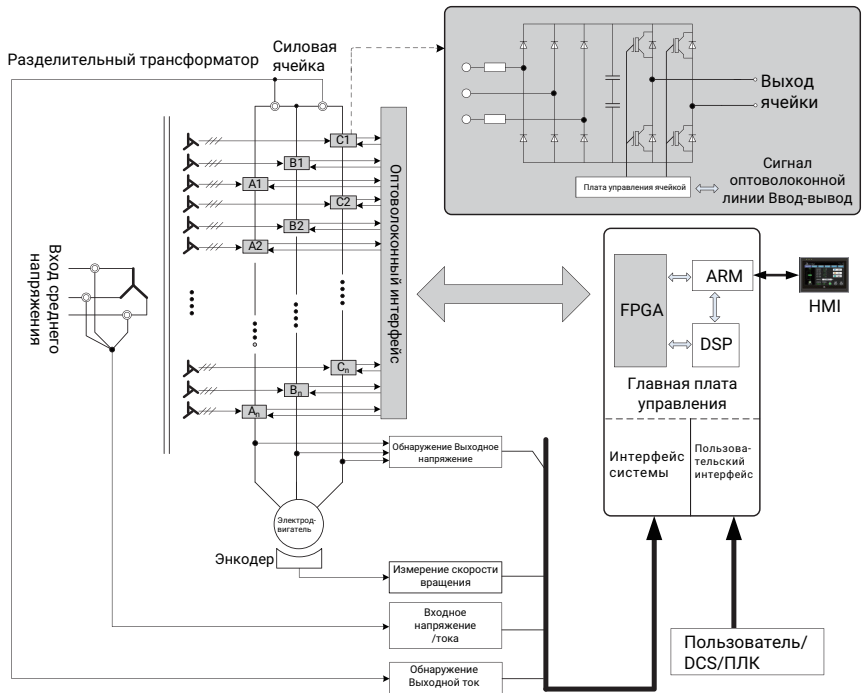 Разделительный трансформатор
Силовая
ячейка
Выход
ячейки
Плата управления ячейкой
Сигнал
оптоволоконной
линии Ввод-вывод
C1
B1
A1
C2
B2
A2
Cn
Bn
An
Оптоволоконный интерфейс
Вход среднего
напряжения
FPGA
ARM
DSP
HMI
Главная плата
управления
Интерфейс
системы
Пользова-
тельский
интерфейс
Обнаружение Выходное
напряжение
Электрод-
вигатель
Энкодер
Измерение скорости
вращения
Входное
напряжение
/тока
Обнаружение
Выходной ток
Пользователь/
DCS/ПЛК